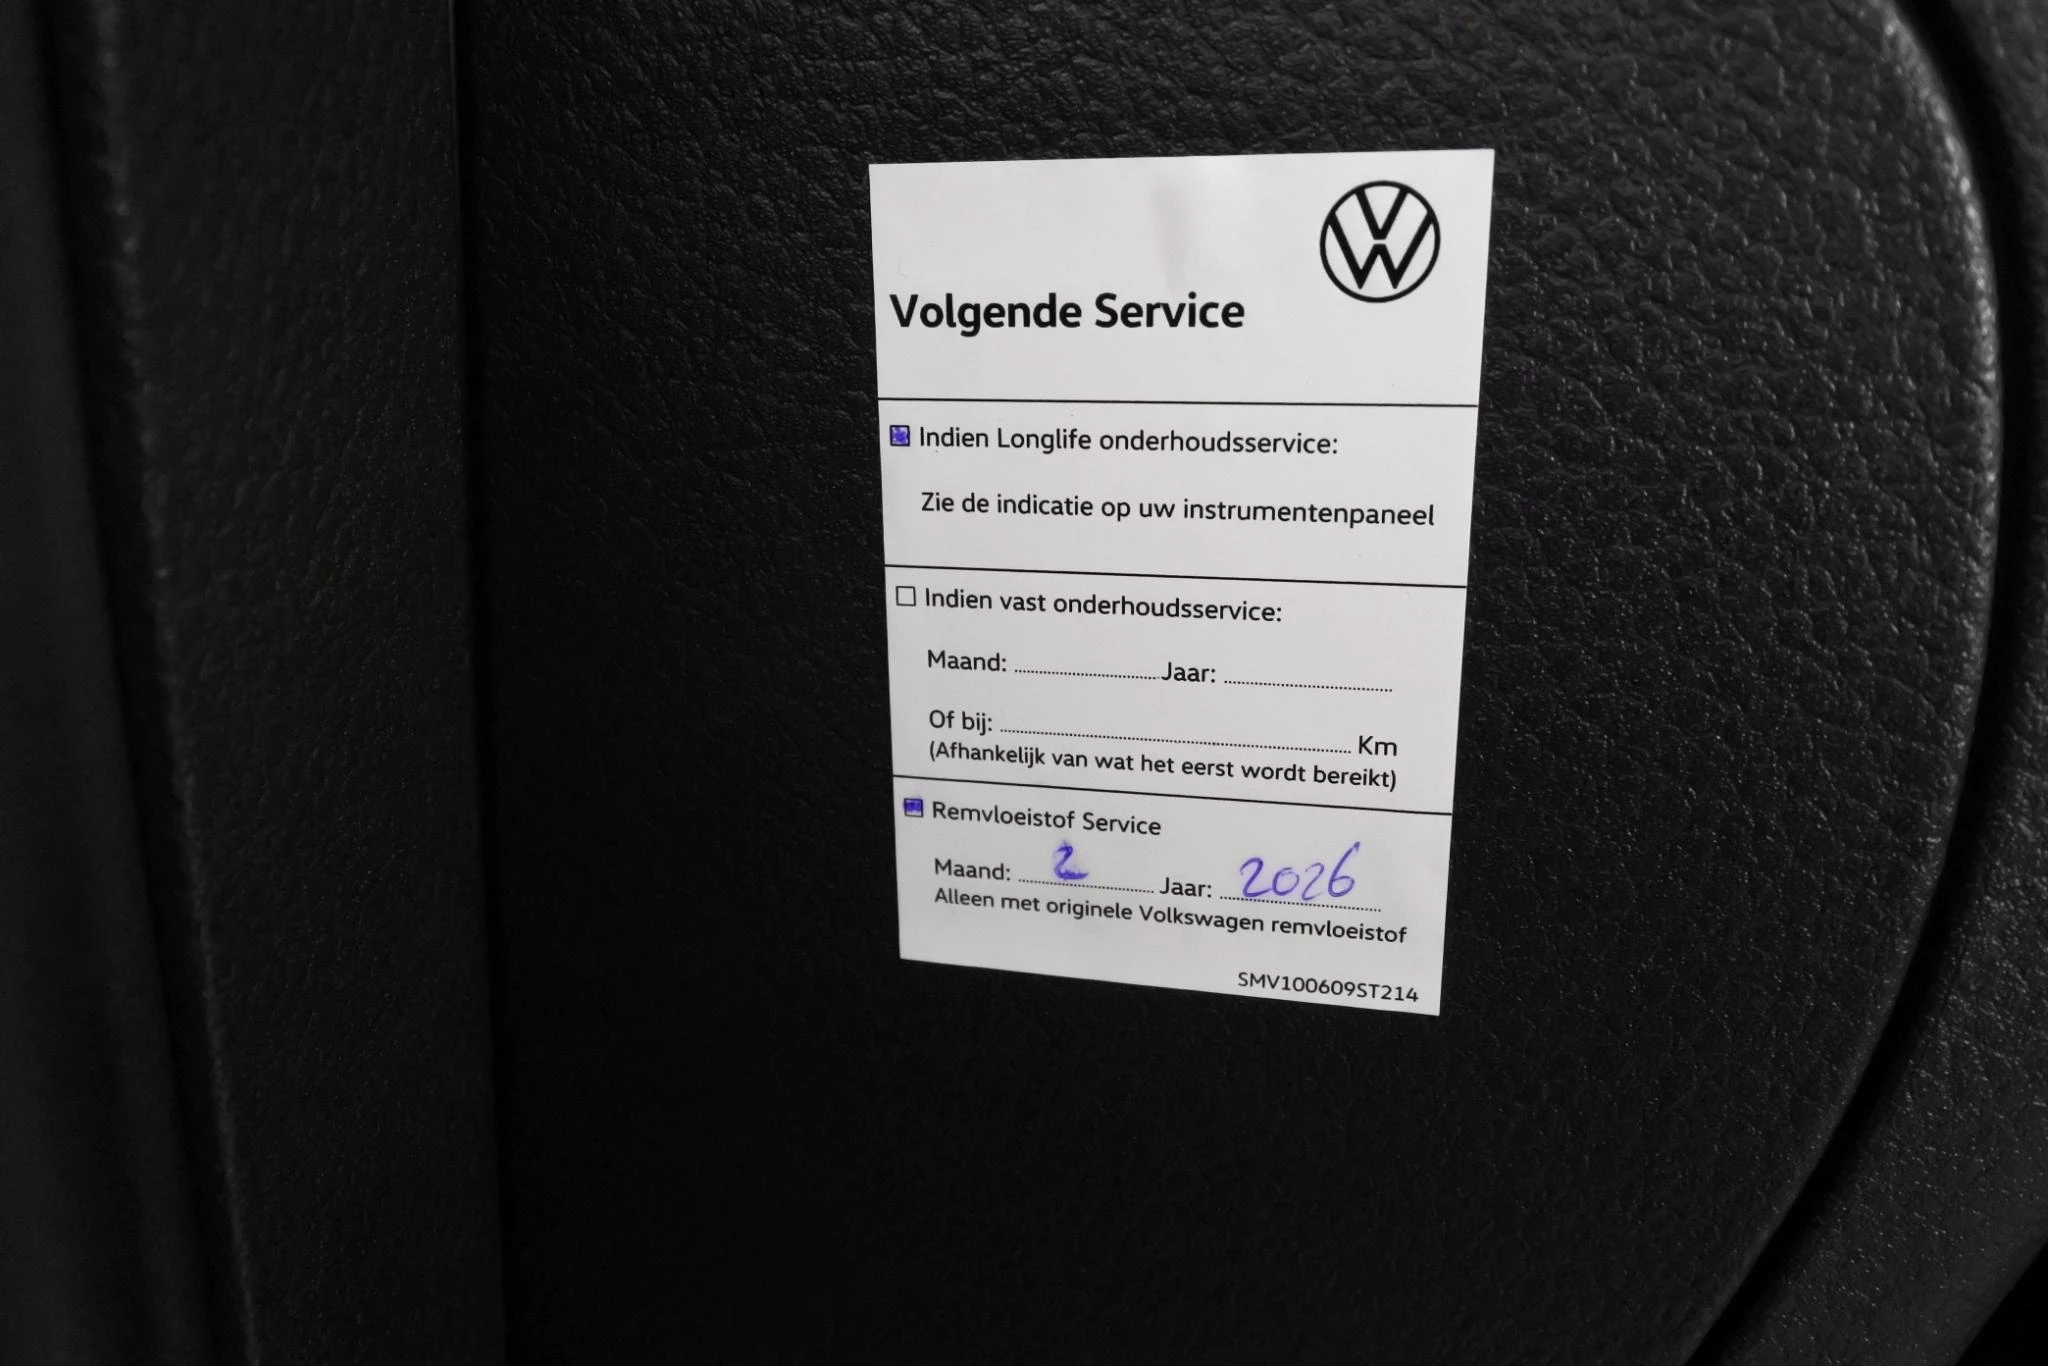 Volgende Service
Indien Longlife onderhoudsservice:
Zie de indicatie op uw instrumentenpaneel
Indien vast onderhoudsservice:
Maand: Jaar:
Of bij: Km
(Afhankelijk van wat het eerst wordt bereikt)
Remvloeistof Service
Maand: 2 Jaar: 2026
Alleen met originele Volkswagen remvloeistof
SMV100609ST214